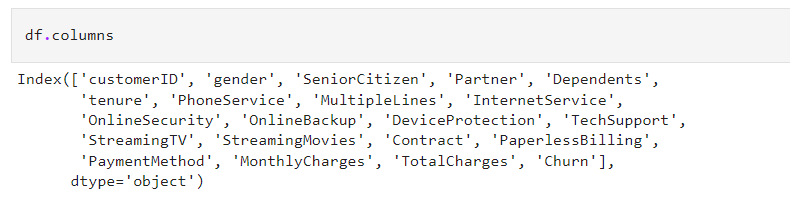 df.columns
Index(['customerID', 'gender', 'SeniorCitizen', 'Partner', 'Dependents',
'tenure', 'PhoneService', 'MultipleLines', 'InternetService',
'OnlineSecurity', 'OnlineBackup', 'DeviceProtection', 'TechSupport',
'StreamingTV', 'StreamingMovies', 'Contract', 'PaperlessBilling',
'PaymentMethod', 'MonthlyCharges', 'TotalCharges', 'Churn'],
dtype='object')